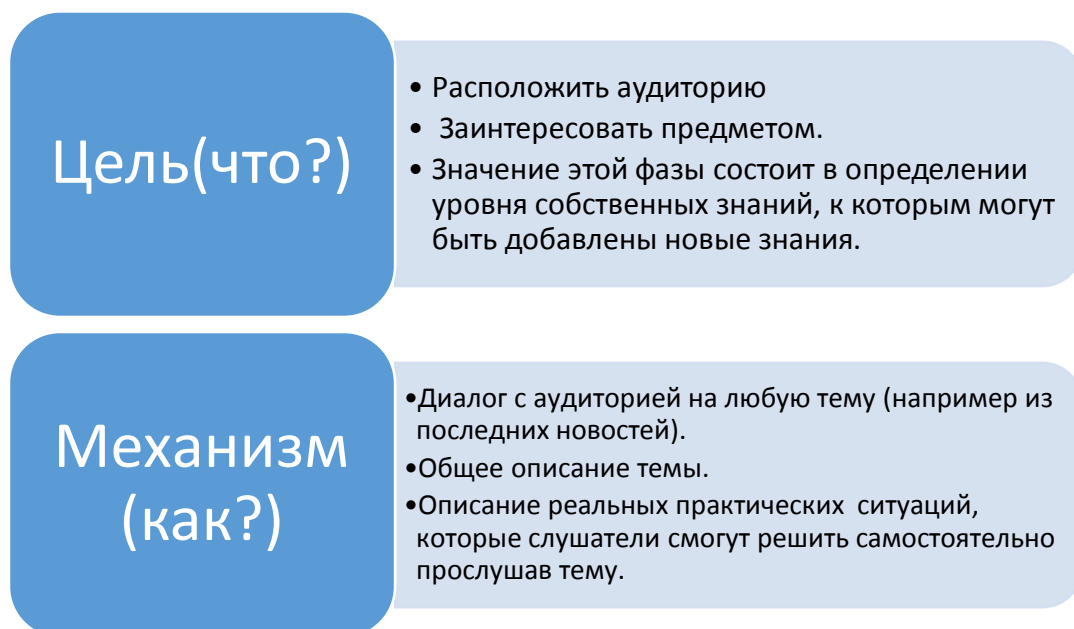 Цель(что?)
• Расположить аудиторию
• Заинтересовать предметом.
• Значение этой фазы состоит в определении
уровня собственных знаний, к которым могут
быть добавлены новые знания.
Механизм
(как?)
•Диалог с аудиторией на любую тему (например из
последних новостей).
•Общее описание темы.
•Описание реальных практических ситуаций,
которые слушатели смогут решить самостоятельно
прослушав тему.